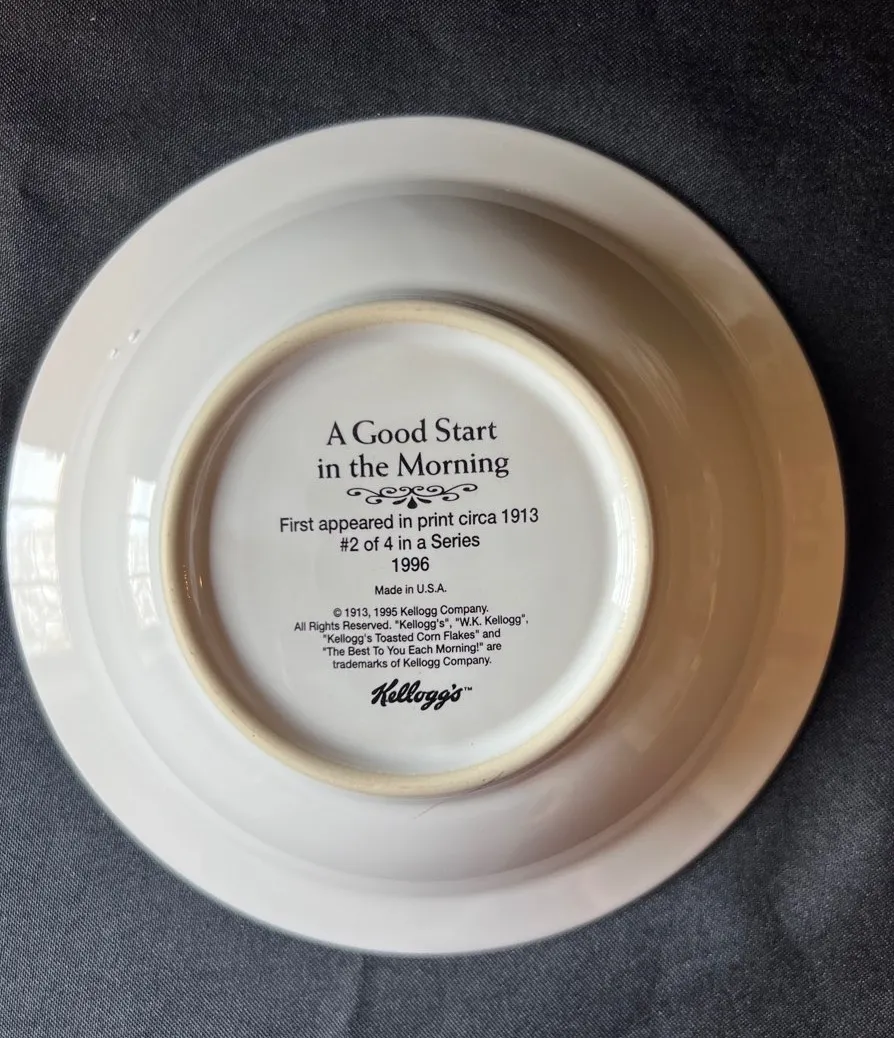 A Good Start
in the Morning
First appeared in print circa 1913
#2 of 4 in a Series
1996
Made in U.S.A.
© 1913, 1995 Kellogg Company.
All Rights Reserved. "Kellogg's", "W.K. Kellogg",
"Kellogg's Toasted Corn Flakes" and
"The Best To You Each Morning!" are
trademarks of Kellogg Company.
Kellogg's™